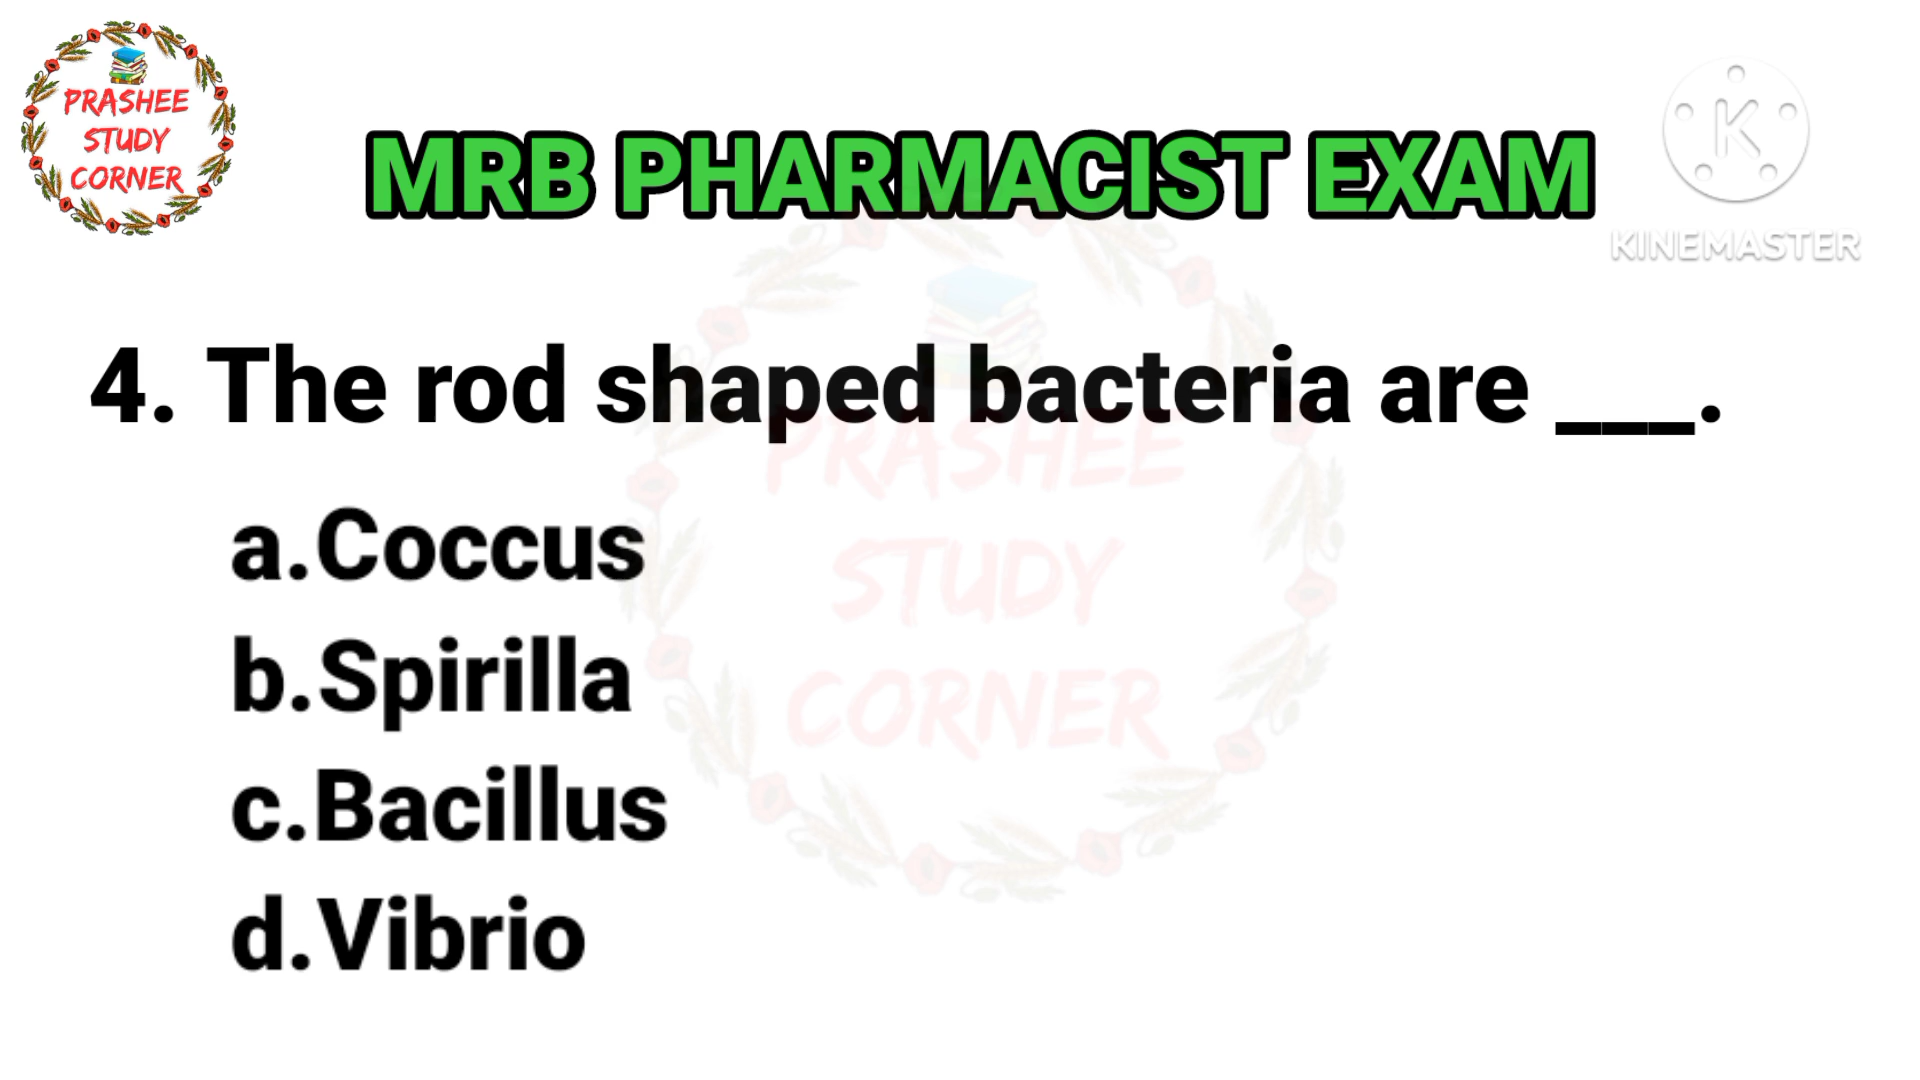 PRASHEE
STUDY
CORNER
MRB PHARMACIST EXAM
K
KINEMASTER
4. The rod shaped bacteria are ___.
a.Coccus
b.Spirilla
c.Bacillus
d.Vibrio
PRASHEE
STUDY
CORNER